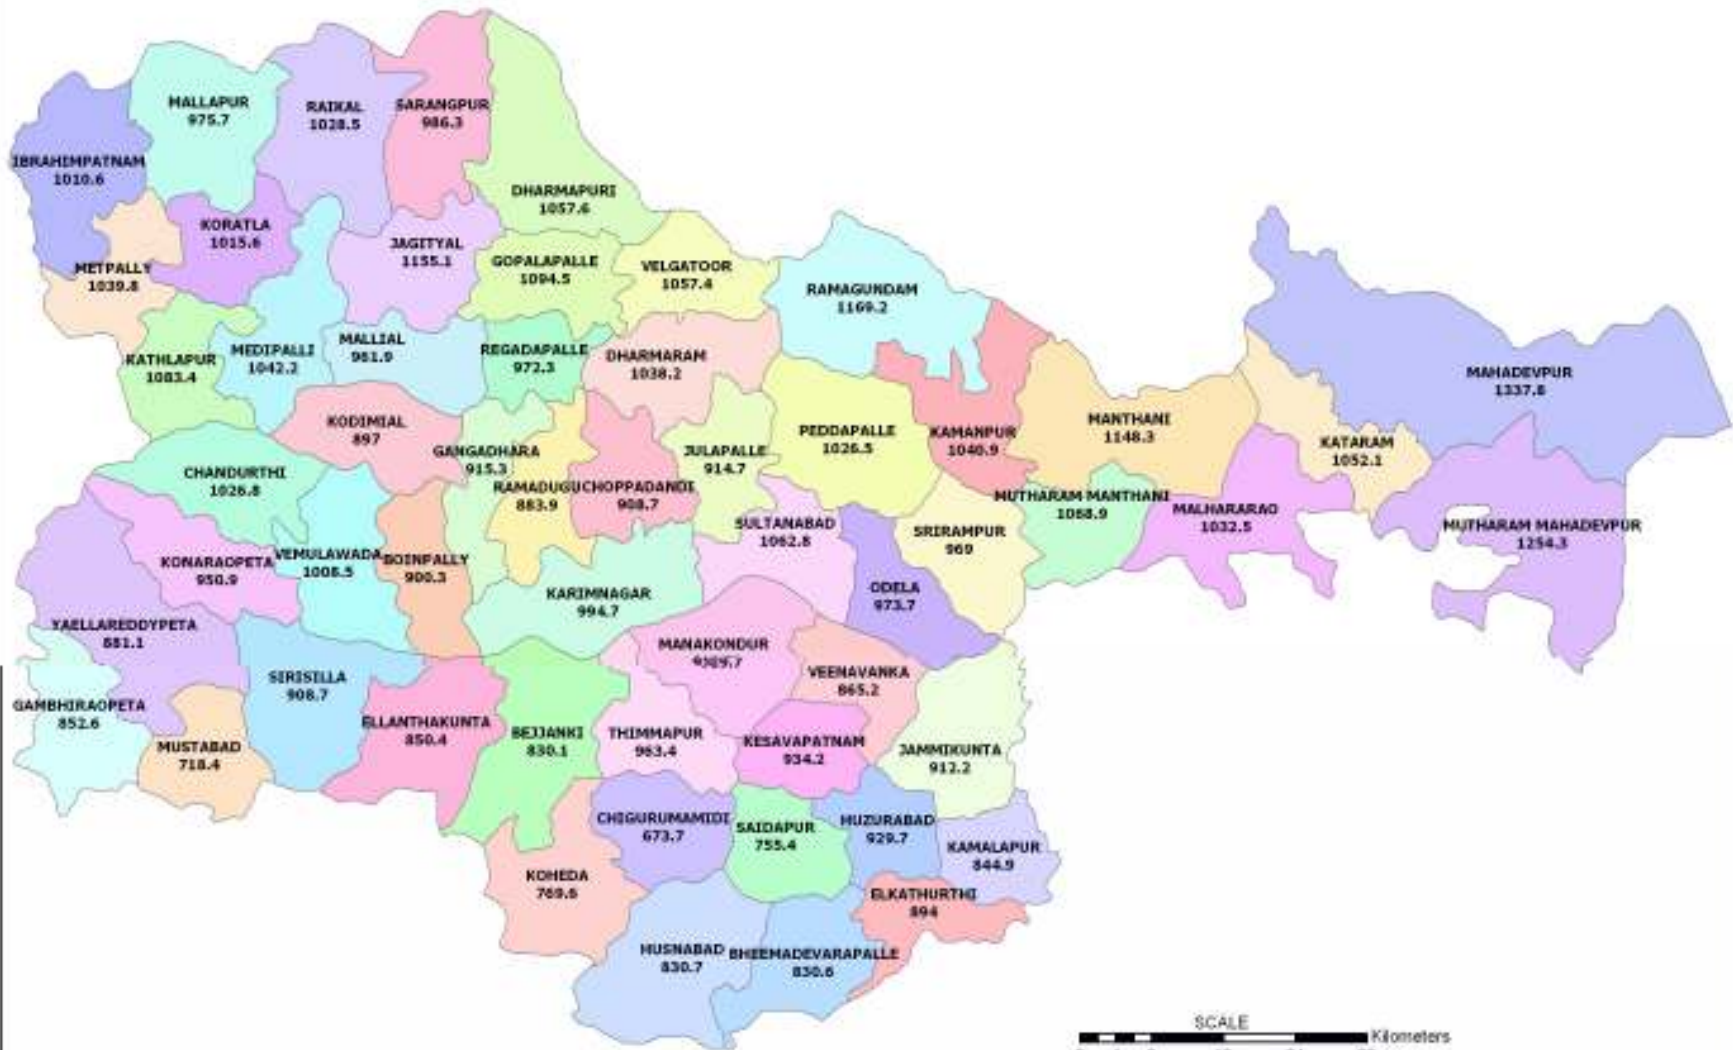 MALLAPUR
975.7
RAIKAL
1028.5
SARANGPUR
986.3
IBRAHIMPATNAM
1010.6
DHARMAPURI
1057.6
KORATLA
1015.6
JAGITYAL
1155.1
GOPALAPALLE
1094.5
VELGATOOR
1057.4
METPALLY
1039.8
RAMAGUNDAM
1169.2
KATHLAPUR
1083.4
MEDIPALLI
1042.2
MALLIAL
961.9
REGADAPALLE
972.3
DHARMARAM
1038.2
MAHADEVPUR
1337.8
KODIMIAL
897
GANGADHARA
915.3
JULAPALLE
914.7
PEDDAPALLE
1026.5
KAMANPUR
1040.9
MANTHANI
1148.3
KATARAM
1052.1
CHANDURTHI
1026.8
RAMADUGU
883.9
CHOPPADANDI
908.7
MUTHARAM MANTHANI
1068.9
MALHARARAO
1032.5
MUTHARAM MAHADEVPUR
1254.3
SULTANABAD
1062.8
SRIRAMPUR
969
KONARAOPETA
950.9
VEMULAWADA
1008.5
BOINPALLY
900.3
KARIMNAGAR
994.7
ODELA
973.7
YAELLAREDDYPETA
881.1
MANAKONDUR
SIRISILLA
908.7
VEENAVANKA
865.2
GAMBHIRAOPETA
852.6
MUSTABAD
718.4
ELLANTHAKUNTA
850.4
BEJJANKI
830.1
THIMMAPUR
963.4
KESAVAPATNAM
934.2
JAMMIKUNTA
912.2
CHIGURUMAMIDI
673.7
SAIDAPUR
755.4
HUZURABAD
929.7
KAMALAPUR
844.9
KOHEDA
769.6
ELKATHURTHI
894
HUSNABAD
830.7
BHEEMADEVARAPALLE
830.6
SCALE
Kilometers